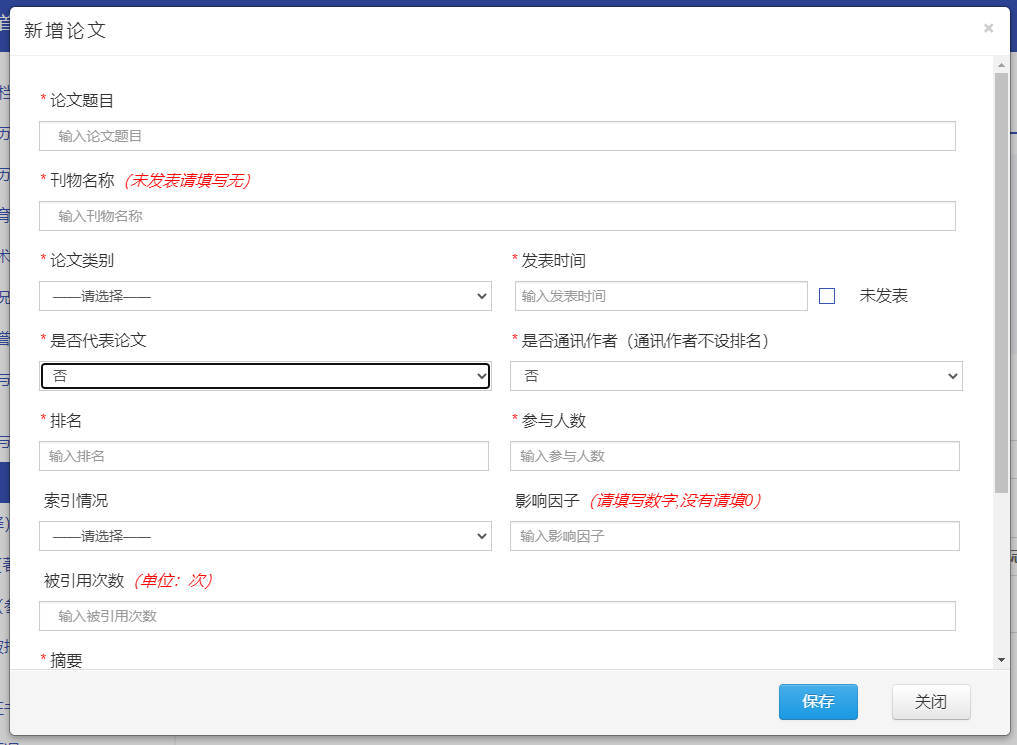 新增论文
×
* 论文题目
输入论文题目
* 刊物名称 (未发表请填写无)
输入刊物名称
* 论文类别
* 发表时间
——请选择——
输入发表时间
未发表
* 是否代表论文
* 是否通讯作者（通讯作者不设排名）
否
否
* 排名
* 参与人数
输入排名
输入参与人数
索引情况
影响因子 (请填写数字,没有请填0)
——请选择——
输入影响因子
被引用次数 (单位：次)
输入被引用次数
* 摘要
保存
关闭